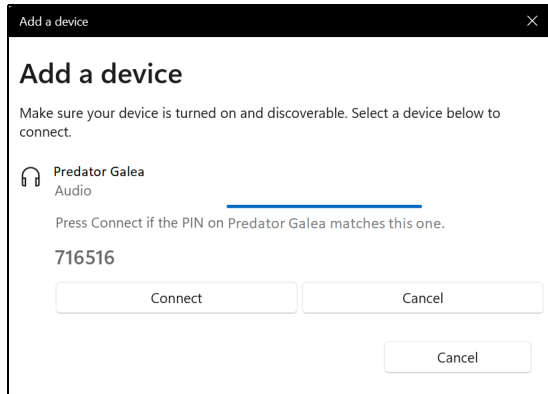 Add a device
Add a device
Make sure your device is turned on and discoverable. Select a device below to
connect.
Predator Galea
Audio
Press Connect if the PIN on Predator Galea matches this one.
716516
Connect Cancel
Cancel